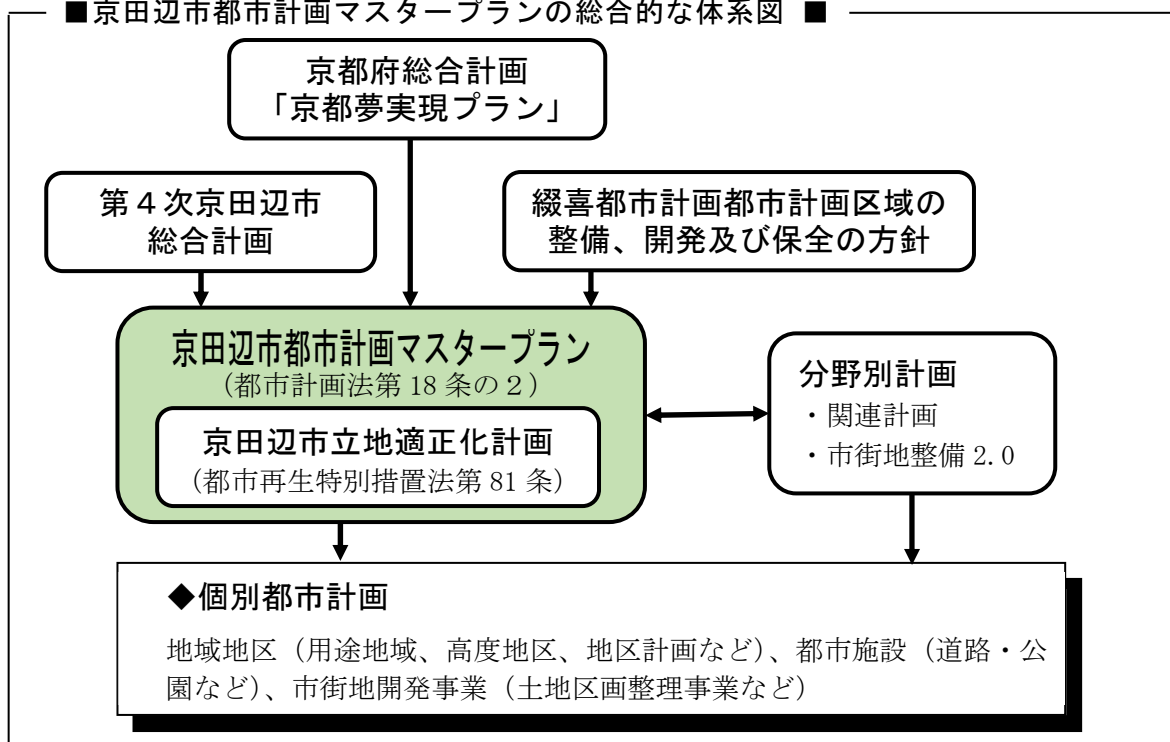 ■京田辺市都市計画マスタープランの総合的な体系図 ■
京都府総合計画
「京都夢実現プラン」
第４次京田辺市
総合計画
綴喜都市計画都市計画区域の
整備、開発及び保全の方針
京田辺市都市計画マスタープラン
（都市計画法第 18 条の２）
京田辺市立地適正化計画
（都市再生特別措置法第 81 条）
分野別計画
・関連計画
・市街地整備 2.0
◆個別都市計画
地域地区（用途地域、高度地区、地区計画など）、都市施設（道路・公
園など）、市街地開発事業（土地区画整理事業など）